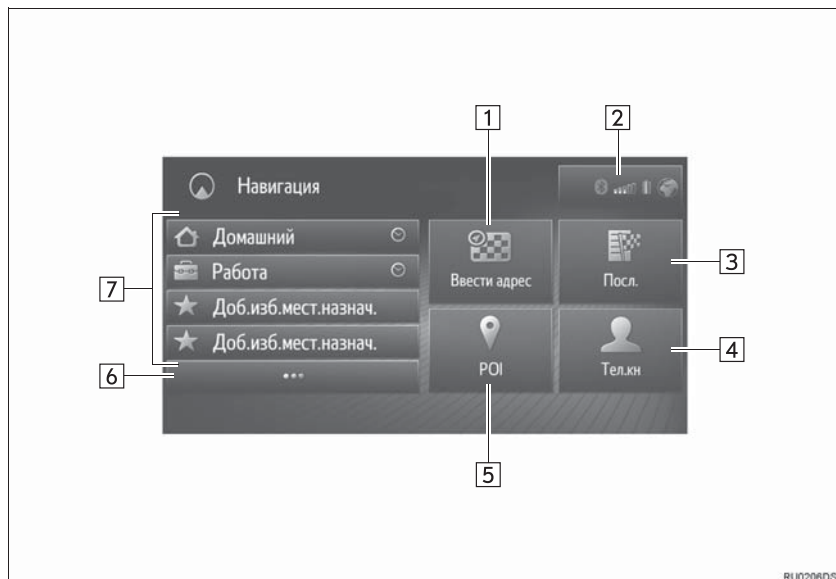 1
2
Навигация
Домашний
Работа
Доб.изб.мест.назнач.
Доб.изб.мест.назнач.
...
Ввести адрес
Посл.
POI
Тел.кн
3
4
5
6
7
RU0206DS